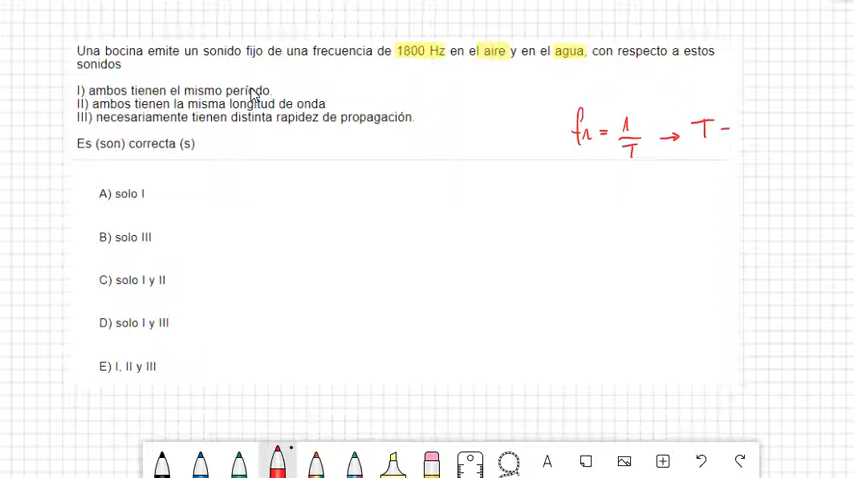 Una bocina emite un sonido fijo de una frecuencia de 1800 Hz en el aire y en el agua, con respecto a estos
sonidos
I) ambos tienen el mismo período.
II) ambos tienen la misma longitud de onda
III) necesariamente tienen distinta rapidez de propagación.
fr = 1/T → T -
Es (son) correcta (s)
A) solo I
B) solo III
C) solo I y II
D) solo I y III
E) I, II y III
A